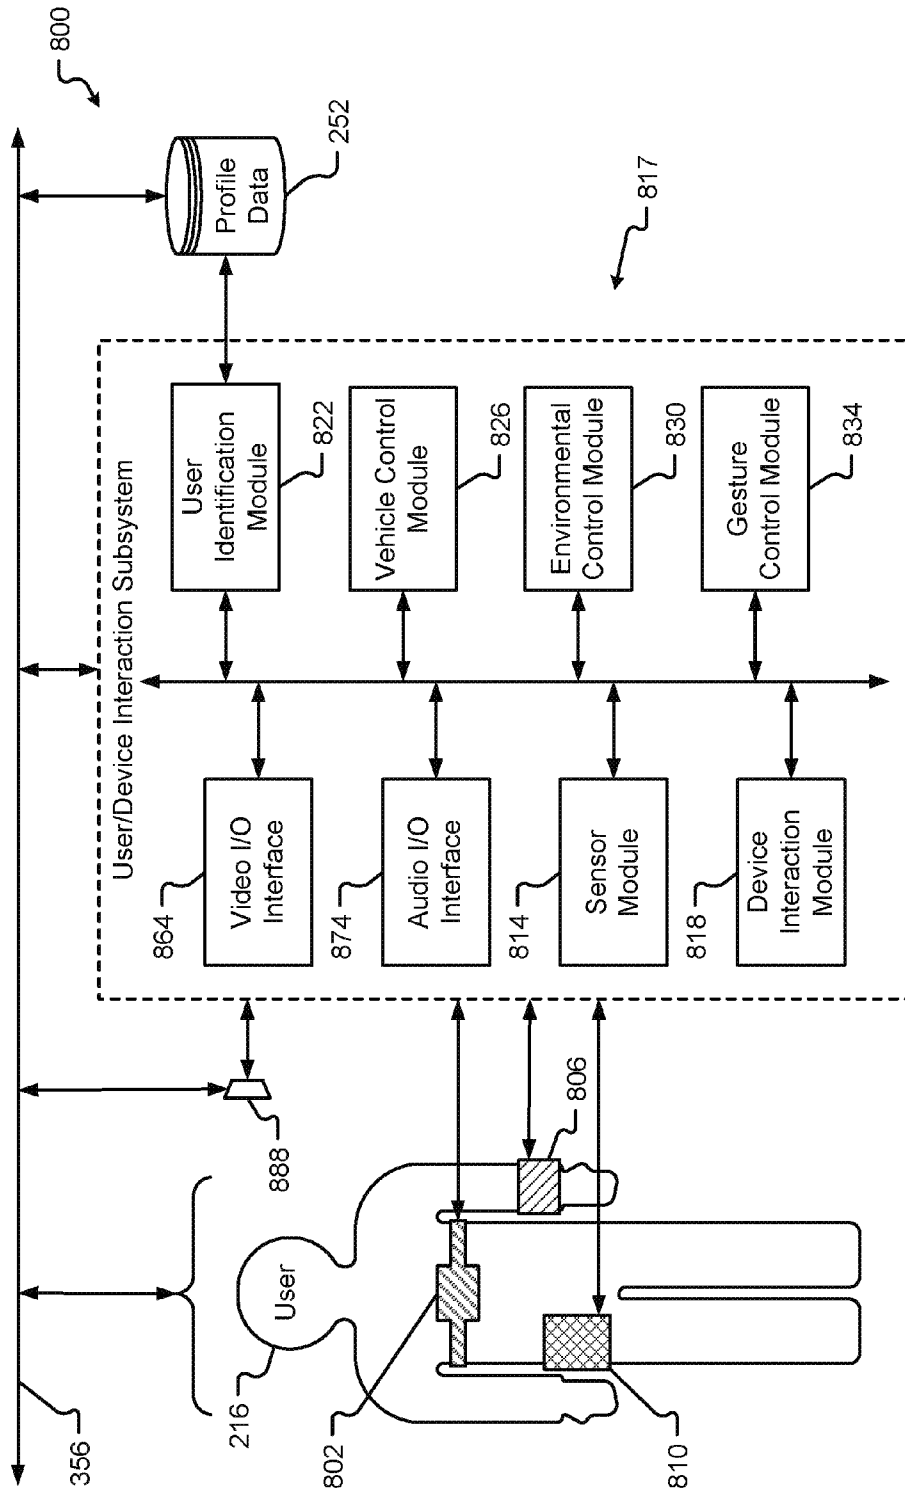 800
356
216
User
888
802
806
810
User/Device Interaction Subsystem
864
Video I/O
Interface
874
Audio I/O
Interface
814
Sensor
Module
818
Device
Interaction
Module
User
Identification
Module
822
Vehicle Control
Module
826
Environmental
Control Module
830
Gesture
Control Module
834
Profile
Data
252
817